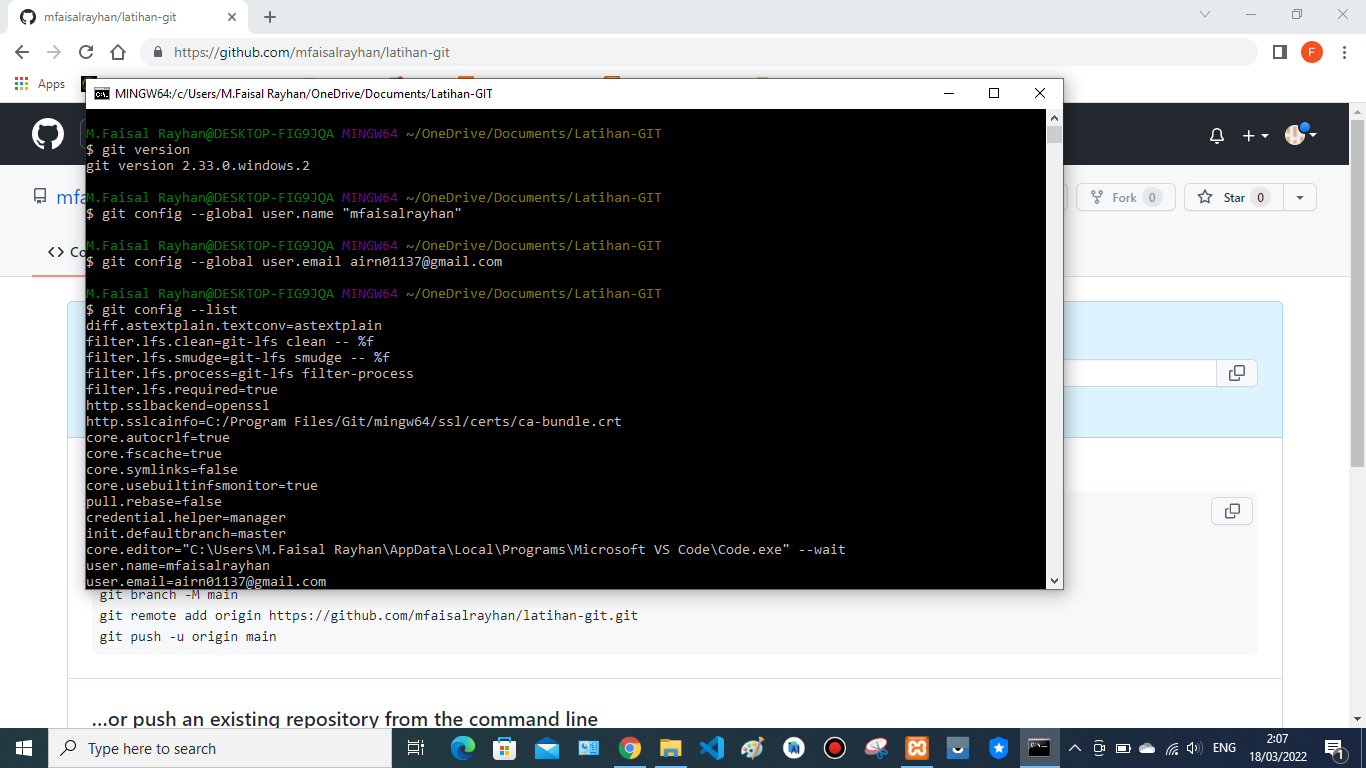 mfaisalrayhan/latihan-git
https://github.com/mfaisalrayhan/latihan-git
F
Apps
MINGW64:/c/Users/M.Faisal Rayhan/OneDrive/Documents/Latihan-GIT
M.Faisal Rayhan@DESKTOP-FIG9JQA MINGW64 ~/OneDrive/Documents/Latihan-GIT
$ git version
git version 2.33.0.windows.2
M.Faisal Rayhan@DESKTOP-FIG9JQA MINGW64 ~/OneDrive/Documents/Latihan-GIT
$ git config --global user.name "mfaisalrayhan"
M.Faisal Rayhan@DESKTOP-FIG9JQA MINGW64 ~/OneDrive/Documents/Latihan-GIT
$ git config --global user.email airn01137@gmail.com
M.Faisal Rayhan@DESKTOP-FIG9JQA MINGW64 ~/OneDrive/Documents/Latihan-GIT
$ git config --list
diff.astextplain.textconv=astextplain
filter.lfs.clean=git-lfs clean -- %f
filter.lfs.smudge=git-lfs smudge -- %f
filter.lfs.process=git-lfs filter-process
filter.lfs.required=true
http.sslbackend=openssl
http.sslcainfo=C:/Program Files/Git/mingw64/ssl/certs/ca-bundle.crt
core.autocrlf=true
core.fscache=true
core.symlinks=false
core.usebuiltinfsmonitor=true
pull.rebase=false
credential.helper=manager
init.defaultbranch=master
core.editor="C:\Users\M.Faisal Rayhan\AppData\Local\Programs\Microsoft VS Code\Code.exe" --wait
user.name=mfaisalrayhan
user.email=airn01137@gmail.com
mfa
Fork 0
Star 0
<> Co
git branch -M main
git remote add origin https://github.com/mfaisalrayhan/latihan-git.git
git push -u origin main
...or push an existing repository from the command line
Type here to search
ENG
2:07
18/03/2022
1